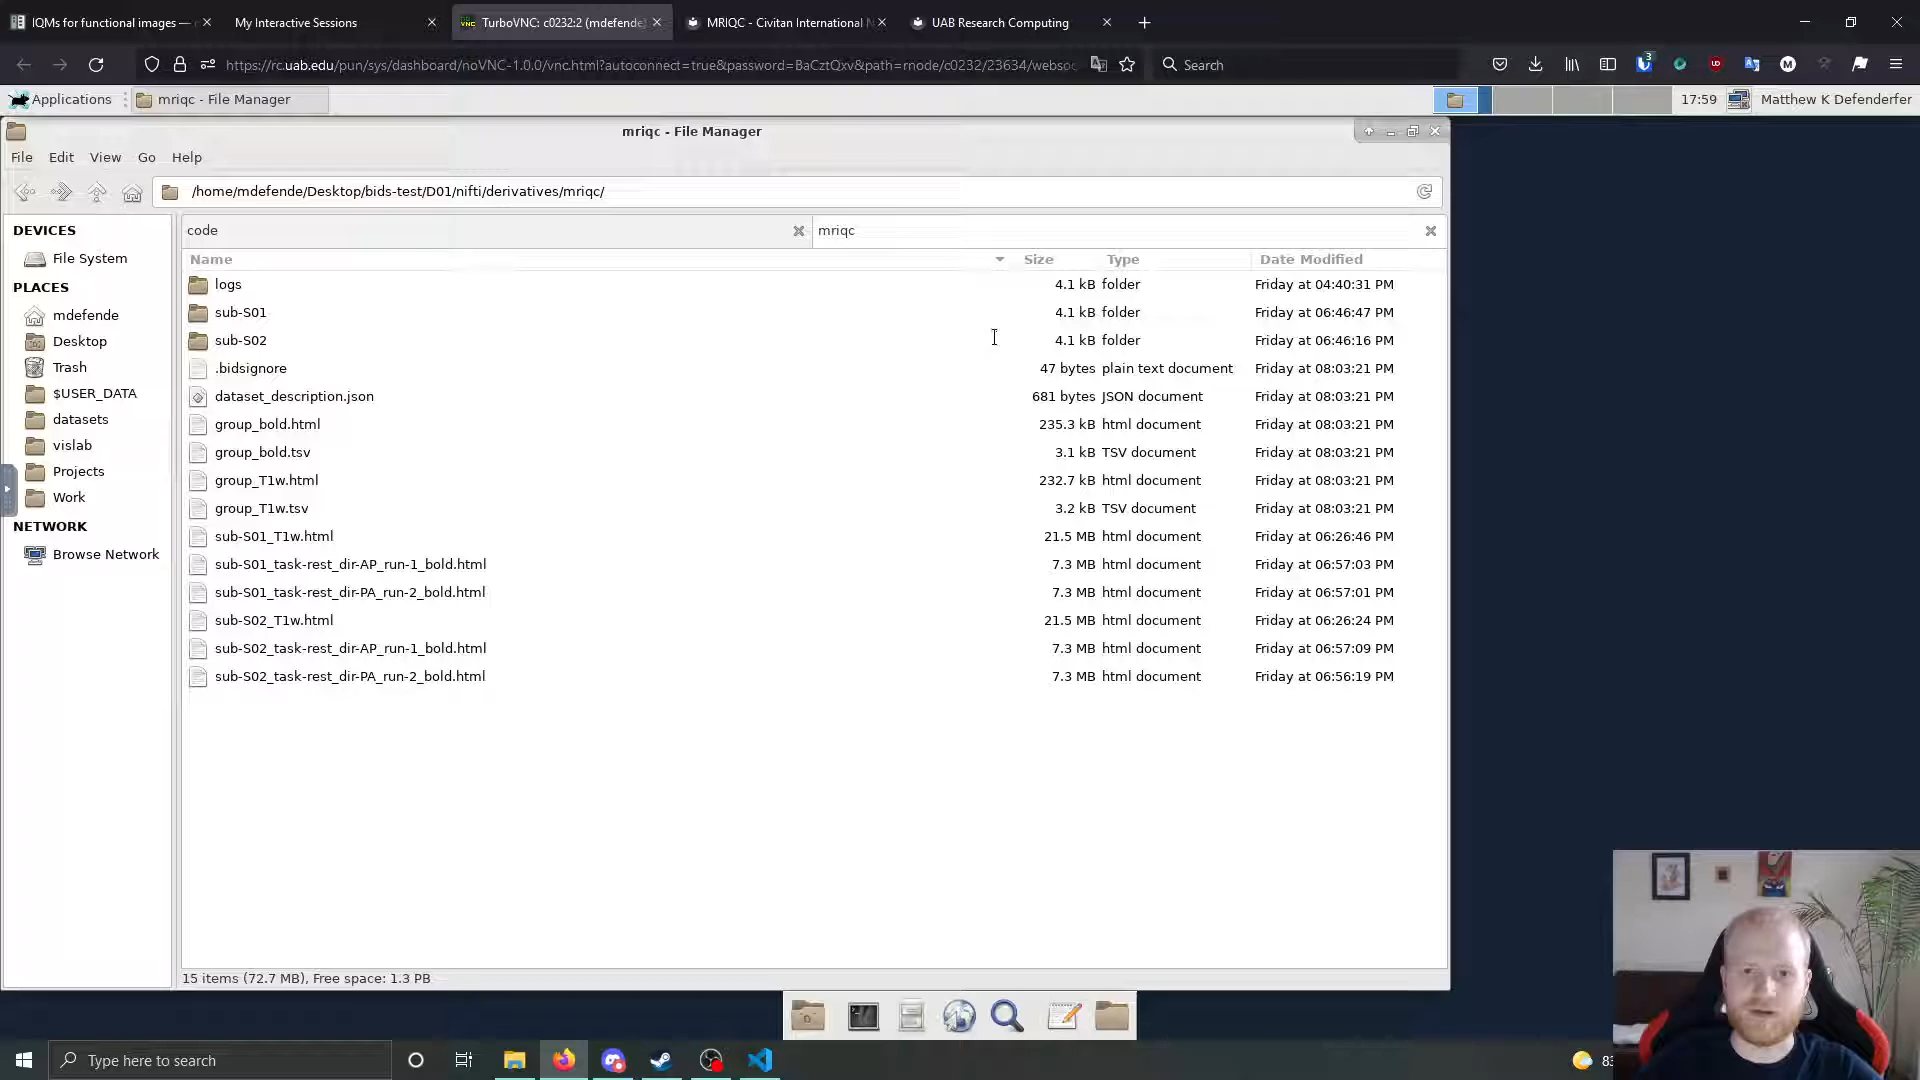 IQMs for functional images —
My Interactive Sessions
TurboVNC: c0232:2 (mdefende
MRIQC - Civitan International N
UAB Research Computing
https://rc.uab.edu/pun/sys/dashboard/noVNC-1.0.0/vnc.html?autoconnect=true&password=BaCztQxv&path=rnode/c0232/23634/websoc
Search
Applications
mriqc - File Manager
17:59
Matthew K Defenderfer
mriqc - File Manager
File Edit View Go Help
/home/mdefende/Desktop/bids-test/D01/nifti/derivatives/mriqc/
DEVICES
File System
PLACES
mdefende
Desktop
Trash
$USER_DATA
datasets
vislab
Projects
Work
NETWORK
Browse Network
code
mriqc
Name Size Type Date Modified
logs 4.1 kB folder Friday at 04:40:31 PM
sub-S01 4.1 kB folder Friday at 06:46:47 PM
sub-S02 4.1 kB folder Friday at 06:46:16 PM
.bidsignore 47 bytes plain text document Friday at 08:03:21 PM
dataset_description.json 681 bytes JSON document Friday at 08:03:21 PM
group_bold.html 235.3 kB html document Friday at 08:03:21 PM
group_bold.tsv 3.1 kB TSV document Friday at 08:03:21 PM
group_T1w.html 232.7 kB html document Friday at 08:03:21 PM
group_T1w.tsv 3.2 kB TSV document Friday at 08:03:21 PM
sub-S01_T1w.html 21.5 MB html document Friday at 06:26:46 PM
sub-S01_task-rest_dir-AP_run-1_bold.html 7.3 MB html document Friday at 06:57:03 PM
sub-S01_task-rest_dir-PA_run-2_bold.html 7.3 MB html document Friday at 06:57:01 PM
sub-S02_T1w.html 21.5 MB html document Friday at 06:26:24 PM
sub-S02_task-rest_dir-AP_run-1_bold.html 7.3 MB html document Friday at 06:57:09 PM
sub-S02_task-rest_dir-PA_run-2_bold.html 7.3 MB html document Friday at 06:56:19 PM
15 items (72.7 MB), Free space: 1.3 PB
Type here to search